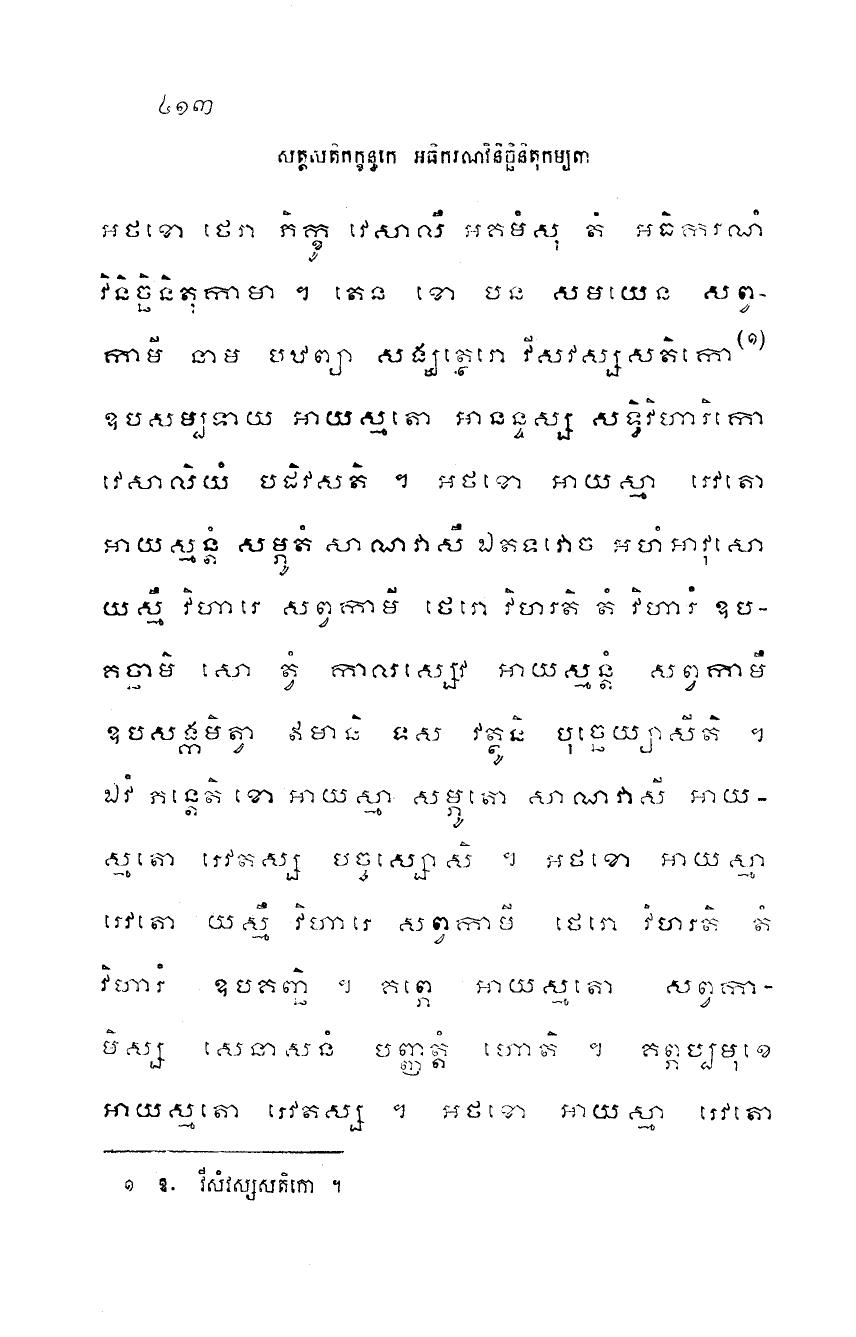 ៤១៣
សត្តសតិកក្ខន្ធកេ អធិករណវិនិច្ឆិនិតុកម្យតា
អថខោ ថេរា ភិក្ខូ វេសាលឹ អគមំសុ តំ អធិករណំ
វិនិច្ឆិនិតុកាមា ។ តេន ខោ បន សមយេន សព្វ-
កាមី នាម បឋព្យា សង្ឃត្ថេរោ វីសវស្សសតិកោ(១)
ឧបសម្បទាយ អាយស្មតោ អានន្ទស្ស សទ្ធិវិហារិកោ
វេសាលិយំ បដិវសតិ ។ អថខោ អាយស្មា រេវតោ
អាយស្មន្តំ សម្ភូតំ សាណវាសឹ ឯតទវោច អហំអាវុសោ
យស្មឹ វិហារេ សព្វកាមី ថេរោ វិហរតិ តំ វិហារំ ឧប-
គច្ឆាមិ សោ ត្វំ កាលស្សេវ អាយស្មន្តំ សព្វកាមឹ
ឧបសង្កមិត្វា ឥមានិ ទស វត្ថូនិ បុច្ឆេយ្យាសីតិ ។
ឯវំ ភន្តេតិ ខោ អាយស្មា សម្ភូតោ សាណវាសី អាយ-
ស្មតោ រេវតស្ស បច្ចស្សោសិ ។ អថខោ អាយស្មា
រេវតោ យស្មឹ វិហារេ សព្វកាមី ថេរោ វិហរតិ តំ
វិហារំ ឧបគញ្ឆិ ។ គព្ភេ អាយស្មតោ សព្វកា-
មិស្ស សេនាសនំ បញ្ញត្តំ ហោតិ ។ គព្ភប្បមុខេ
អាយស្មតោ រេវតស្ស ។ អថខោ អាយស្មា រេវតោ
១ ឧ. វីសំវស្សសតិកោ ។